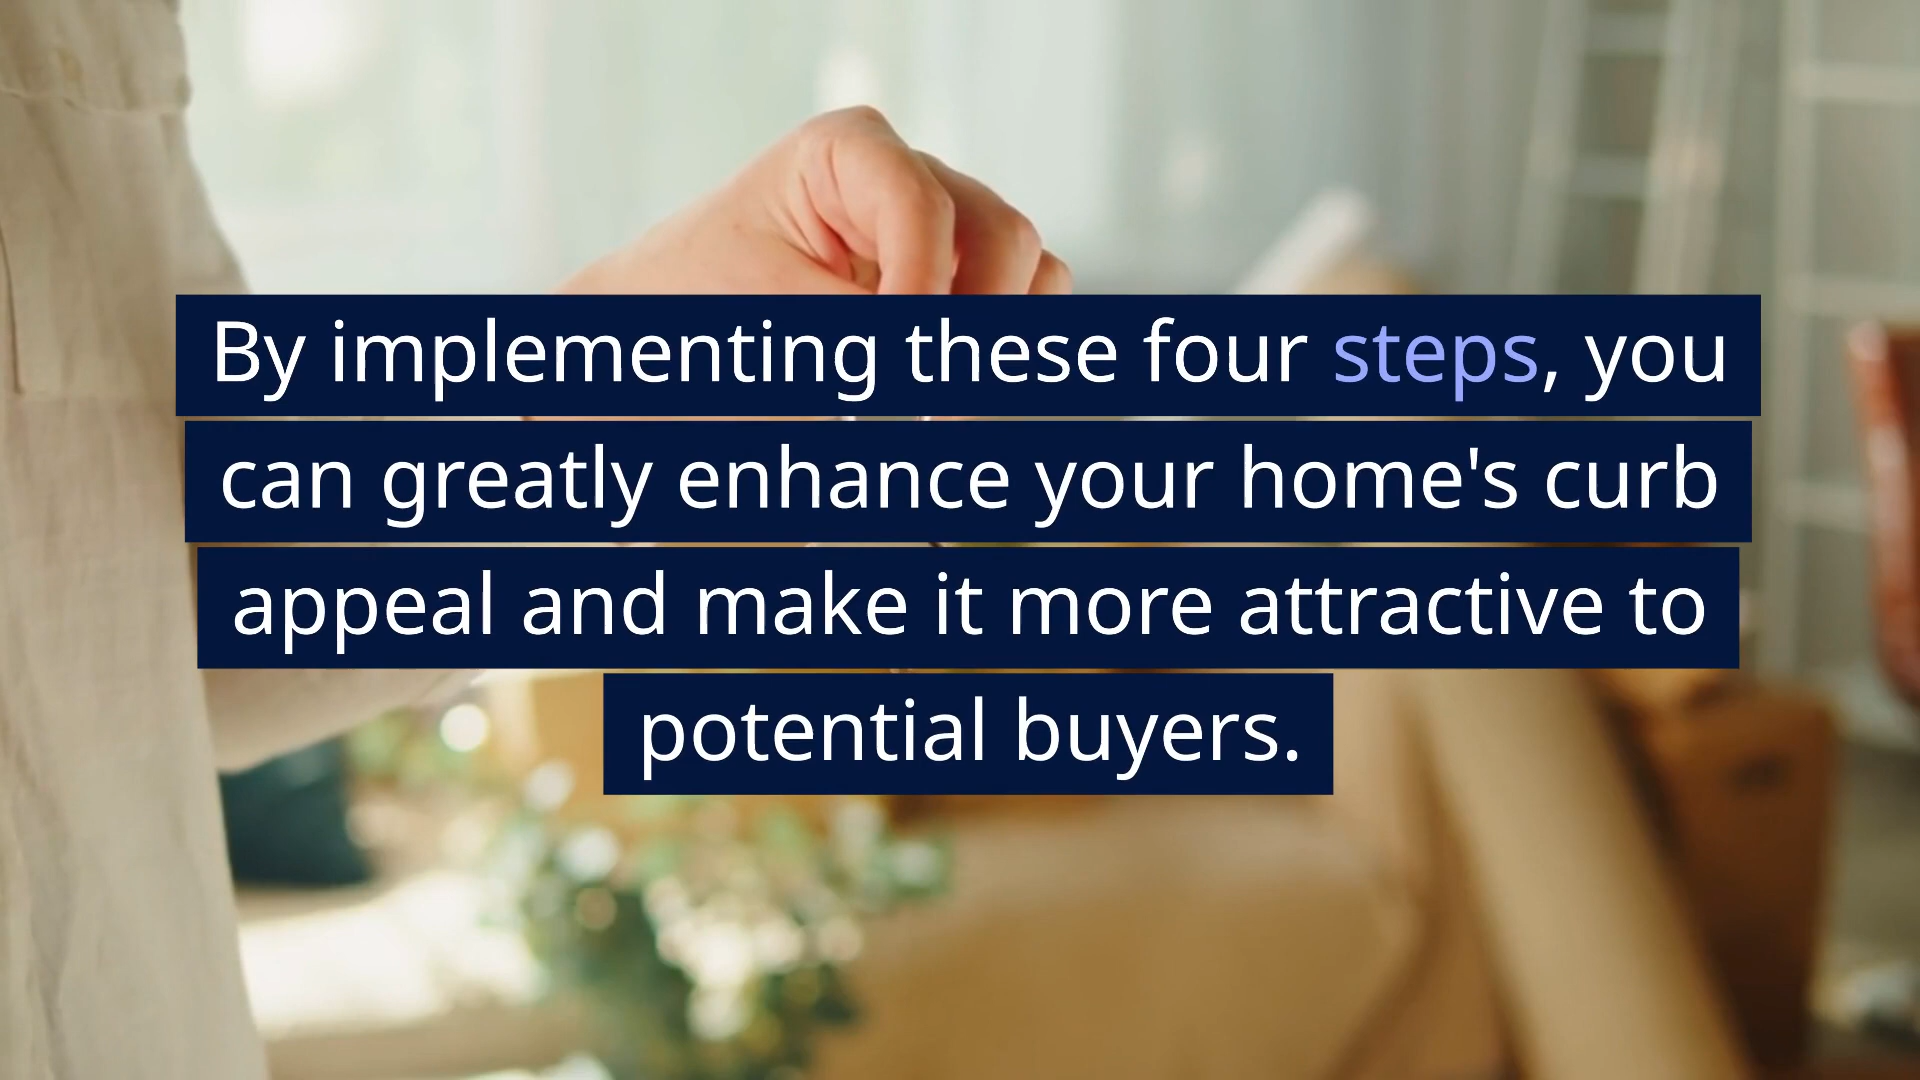 By implementing these four steps, you
can greatly enhance your home's curb
appeal and make it more attractive to
potential buyers.